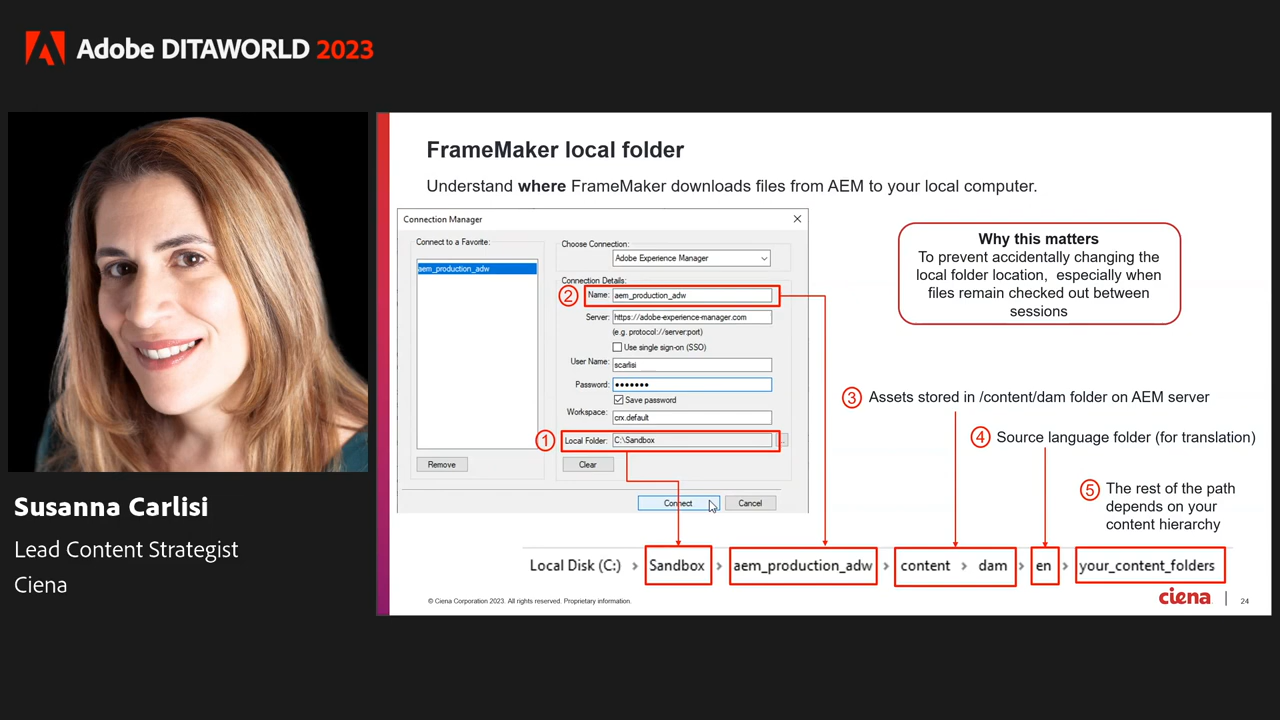 Adobe DITAWORLD 2023
FrameMaker local folder
Understand where FrameMaker downloads files from AEM to your local computer.
Connection Manager
Connect to a Favorite:
aem_production_adw
Remove
Choose Connection:
Adobe Experience Manager
Connection Details:
② Name: aem_production_adw
Server: https://adobe-experience-manager.com
(e.g. protocol://server:port)
Use single sign-on (SSO)
User Name: scarlisi
Password: •••••••
Save password
Workspace: crx.default
① Local Folder: C:\Sandbox
...
Clear
Connect
Cancel
Why this matters
To prevent accidentally changing the
local folder location, especially when
files remain checked out between
sessions
③ Assets stored in /content/dam folder on AEM server
④ Source language folder (for translation)
⑤ The rest of the path
depends on your
content hierarchy
Local Disk (C:) > Sandbox > aem_production_adw > content > dam > en > your_content_folders
© Ciena Corporation 2023. All rights reserved. Proprietary information.
ciena | 24
Susanna Carlisi
Lead Content Strategist
Ciena